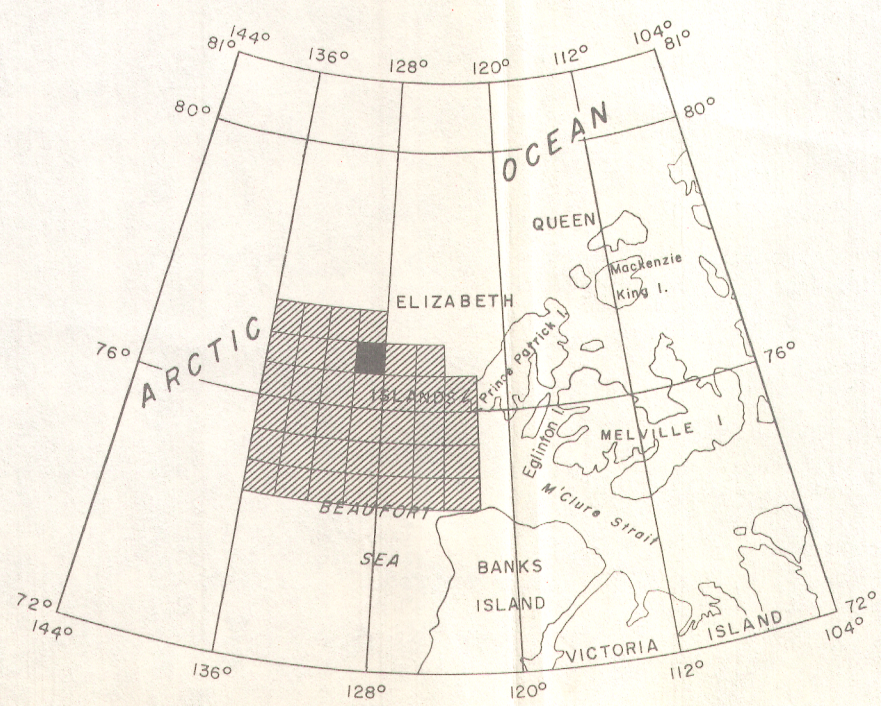 144°
81°
136°
128°
120°
112°
104°
81°
80°
80°
OCEAN
QUEEN
Mackenzie
King I.
ELIZABETH
ARCTIC
76°
76°
Prince Patrick I.
ISLANDS
Eglinton I.
MELVILLE I
M'Clure Strait
BEAUFORT
SEA
BANKS
ISLAND
VICTORIA
ISLAND
72°
144°
72°
104°
136°
128°
120°
112°